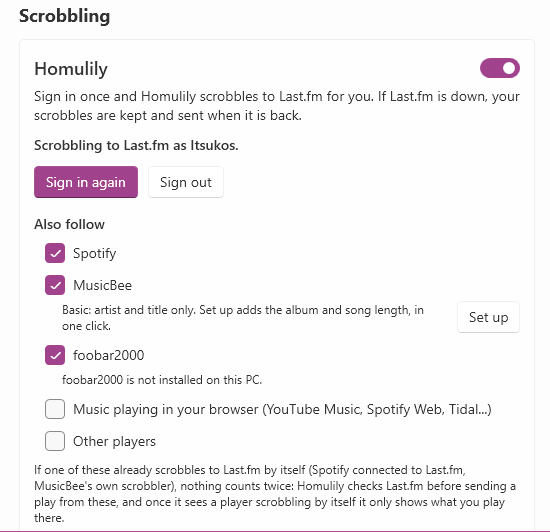 Scrobbling
Homulily
Sign in once and Homulily scrobbles to Last.fm for you. If Last.fm is down, your
scrobbles are kept and sent when it is back.
Scrobbling to Last.fm as Itsukos.
Sign in again
Sign out
Also follow
Spotify
MusicBee
Basic: artist and title only. Set up adds the album and song length, in
one click.
Set up
foobar2000
foobar2000 is not installed on this PC.
Music playing in your browser (YouTube Music, Spotify Web, Tidal...)
Other players
If one of these already scrobbles to Last.fm by itself (Spotify connected to Last.fm,
MusicBee's own scrobbler), nothing counts twice: Homulily checks Last.fm before sending a
play from these, and once it sees a player scrobbling by itself it only shows what you play
there.